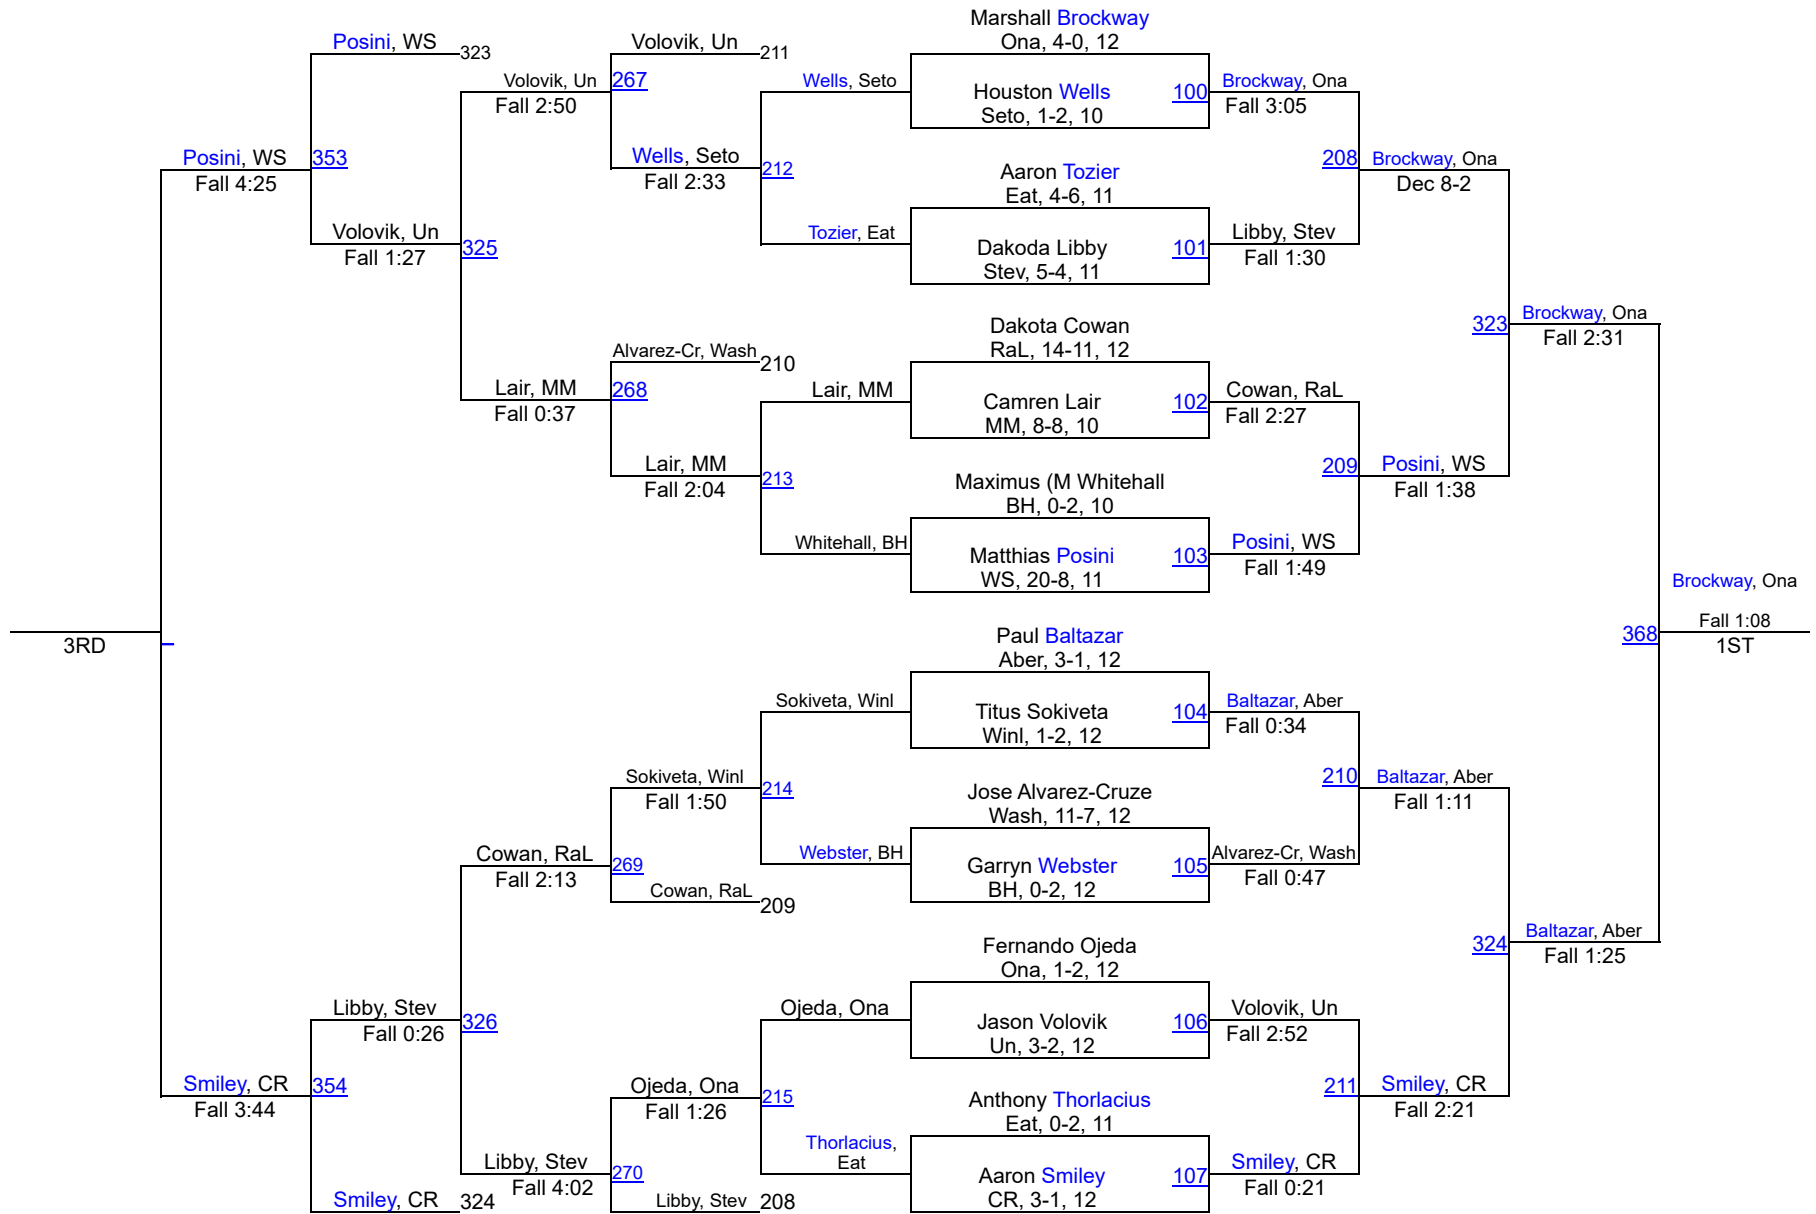 Marshall Brockway
Ona, 4-0, 12
Posini, WS
323
Volovik, Un
211
Volovik, Un
267
Fall 2:50
Wells, Seto
Houston Wells
100
Seto, 1-2, 10
Brockway, Ona
Fall 3:05
Posini, WS
353
Fall 4:25
Wells, Seto
212
Fall 2:33
Aaron Tozier
Eat, 4-6, 11
208
Brockway, Ona
Dec 8-2
Volovik, Un
325
Fall 1:27
Tozier, Eat
Dakoda Libby
101
Stev, 5-4, 11
Libby, Stev
Fall 1:30
Dakota Cowan
RaL, 14-11, 12
323
Brockway, Ona
Fall 2:31
Alvarez-Cr, Wash
210
Lair, MM
268
Fall 0:37
Lair, MM
Camren Lair
102
MM, 8-8, 10
Cowan, RaL
Fall 2:27
Lair, MM
213
Fall 2:04
Maximus (M Whitehall
BH, 0-2, 10
209
Posini, WS
Fall 1:38
Whitehall, BH
Matthias Posini
103
WS, 20-8, 11
Posini, WS
Fall 1:49
Brockway, Ona
Fall 1:08
368
1ST
3RD
Paul Baltazar
Aber, 3-1, 12
Sokiveta, Winl
Titus Sokiveta
104
Winl, 1-2, 12
Baltazar, Aber
Fall 0:34
Sokiveta, Winl
214
Fall 1:50
Jose Alvarez-Cruze
Wash, 11-7, 12
210
Baltazar, Aber
Fall 1:11
Cowan, RaL
269
Fall 2:13
Webster, BH
Garryn Webster
105
BH, 0-2, 12
Alvarez-Cr, Wash
Fall 0:47
Cowan, RaL
209
Fernando Ojeda
Ona, 1-2, 12
324
Baltazar, Aber
Fall 1:25
Libby, Stev
326
Fall 0:26
Ojeda, Ona
Jason Volovik
106
Un, 3-2, 12
Volovik, Un
Fall 2:52
Smiley, CR
354
Fall 3:44
Ojeda, Ona
215
Fall 1:26
Anthony Thorlacius
Eat, 0-2, 11
211
Smiley, CR
Fall 2:21
Libby, Stev
270
Fall 4:02
Thorlacius,
Eat
Aaron Smiley
107
CR, 3-1, 12
Smiley, CR
Fall 0:21
Smiley, CR
324
Libby, Stev
208